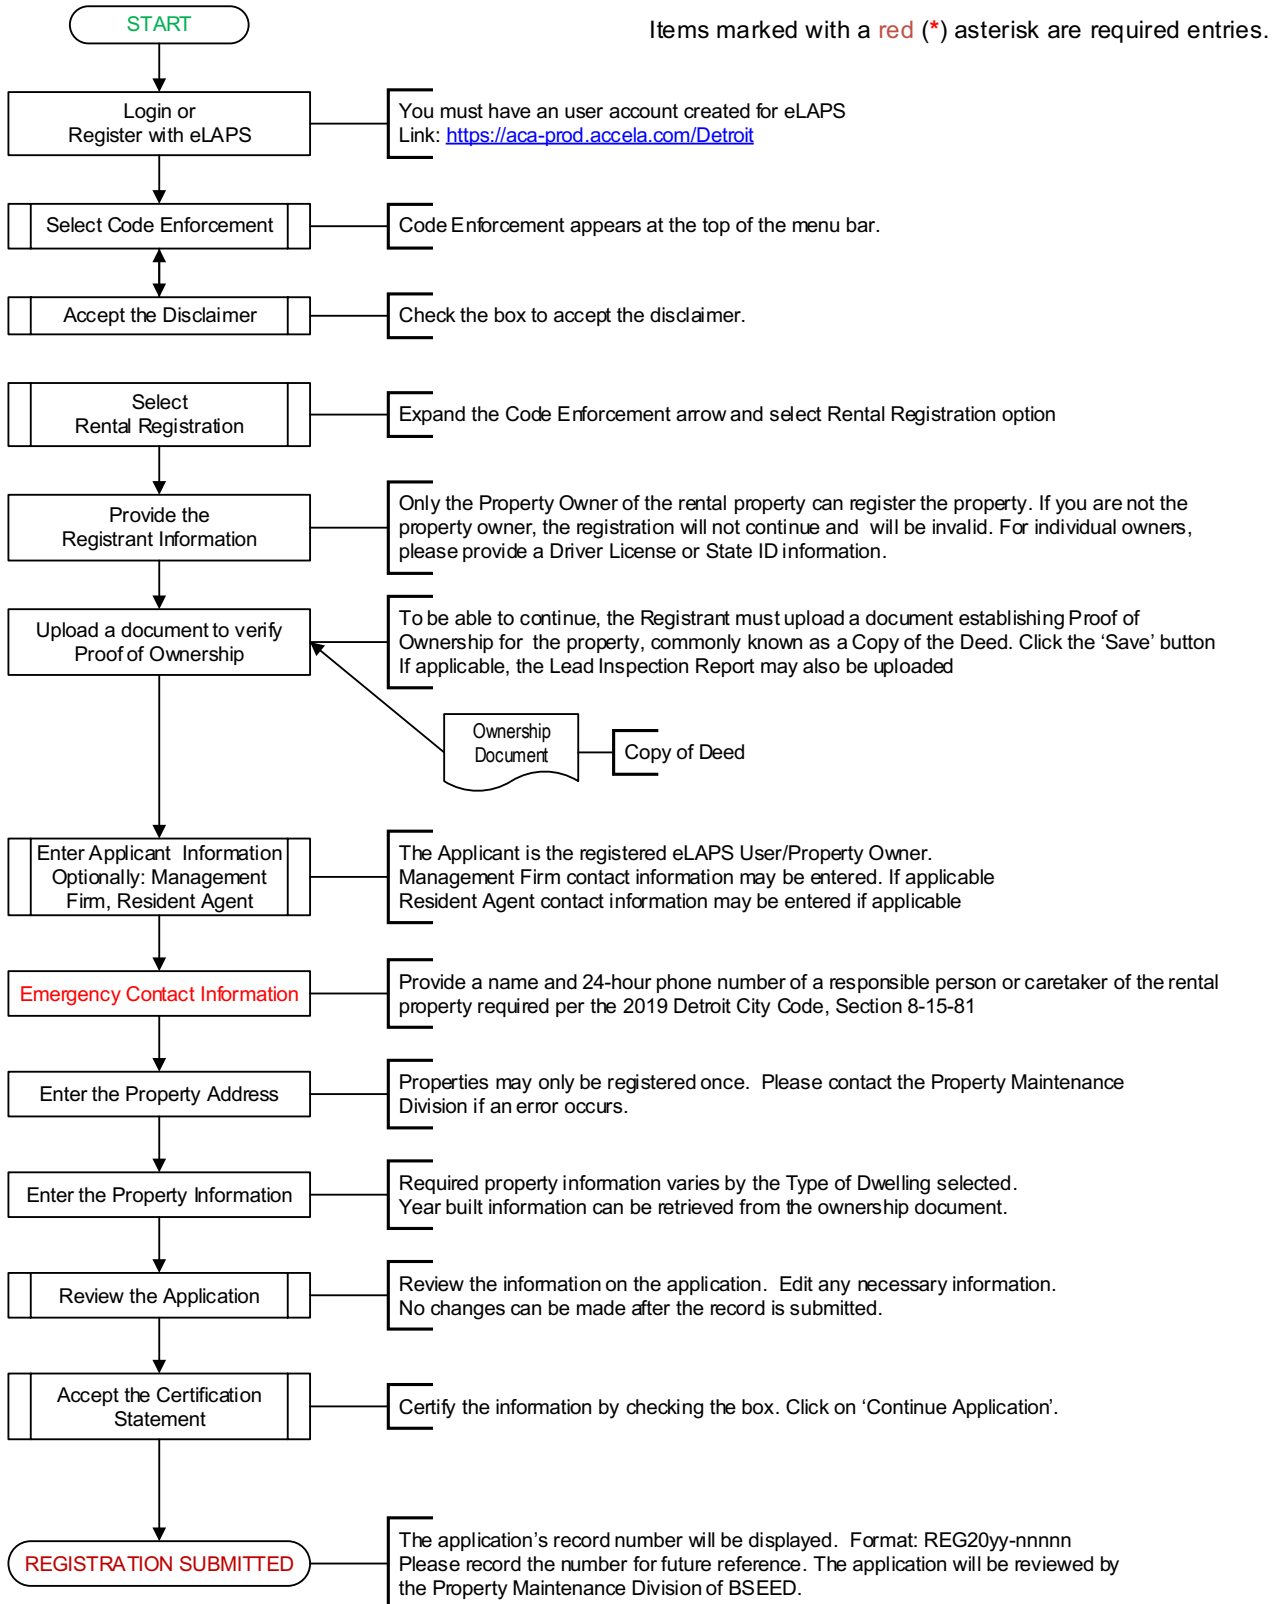 START
Items marked with a red (*) asterisk are required entries.
Login or
Register with eLAPS
You must have an user account created for eLAPS
Link: https://aca-prod.accela.com/Detroit
Select Code Enforcement
Code Enforcement appears at the top of the menu bar.
Accept the Disclaimer
Check the box to accept the disclaimer.
Select
Rental Registration
Expand the Code Enforcement arrow and select Rental Registration option
Provide the
Registrant Information
Only the Property Owner of the rental property can register the property. If you are not the
property owner, the registration will not continue and will be invalid. For individual owners,
please provide a Driver License or State ID information.
Upload a document to verify
Proof of Ownership
To be able to continue, the Registrant must upload a document establishing Proof of
Ownership for the property, commonly known as a Copy of the Deed. Click the ‘Save’ button
If applicable, the Lead Inspection Report may also be uploaded
Ownership
Document
Copy of Deed
Enter Applicant Information
Optionally: Management
Firm, Resident Agent
The Applicant is the registered eLAPS User/Property Owner.
Management Firm contact information may be entered. If applicable
Resident Agent contact information may be entered if applicable
Emergency Contact Information
Provide a name and 24-hour phone number of a responsible person or caretaker of the rental
property required per the 2019 Detroit City Code, Section 8-15-81
Enter the Property Address
Properties may only be registered once. Please contact the Property Maintenance
Division if an error occurs.
Enter the Property Information
Required property information varies by the Type of Dwelling selected.
Year built information can be retrieved from the ownership document.
Review the Application
Review the information on the application. Edit any necessary information.
No changes can be made after the record is submitted.
Accept the Certification
Statement
Certify the information by checking the box. Click on ‘Continue Application’.
REGISTRATION SUBMITTED
The application’s record number will be displayed. Format: REG20yy-nnnnn
Please record the number for future reference. The application will be reviewed by
the Property Maintenance Division of BSEED.